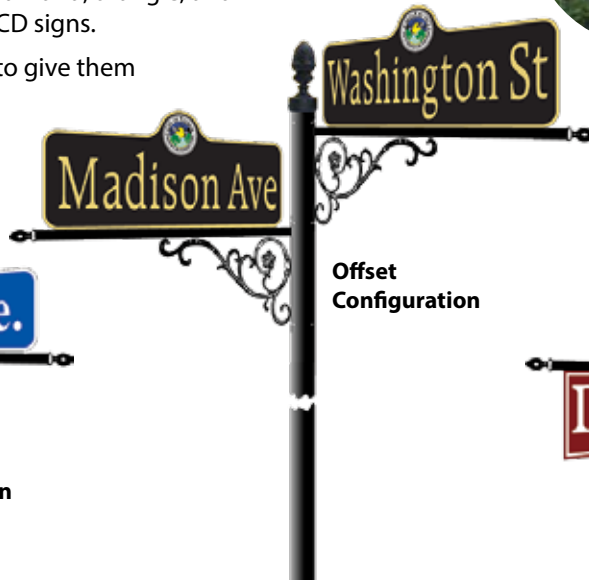 CD signs.
to give them
Washington St
Madison Ave
Offset
Configuration
e.